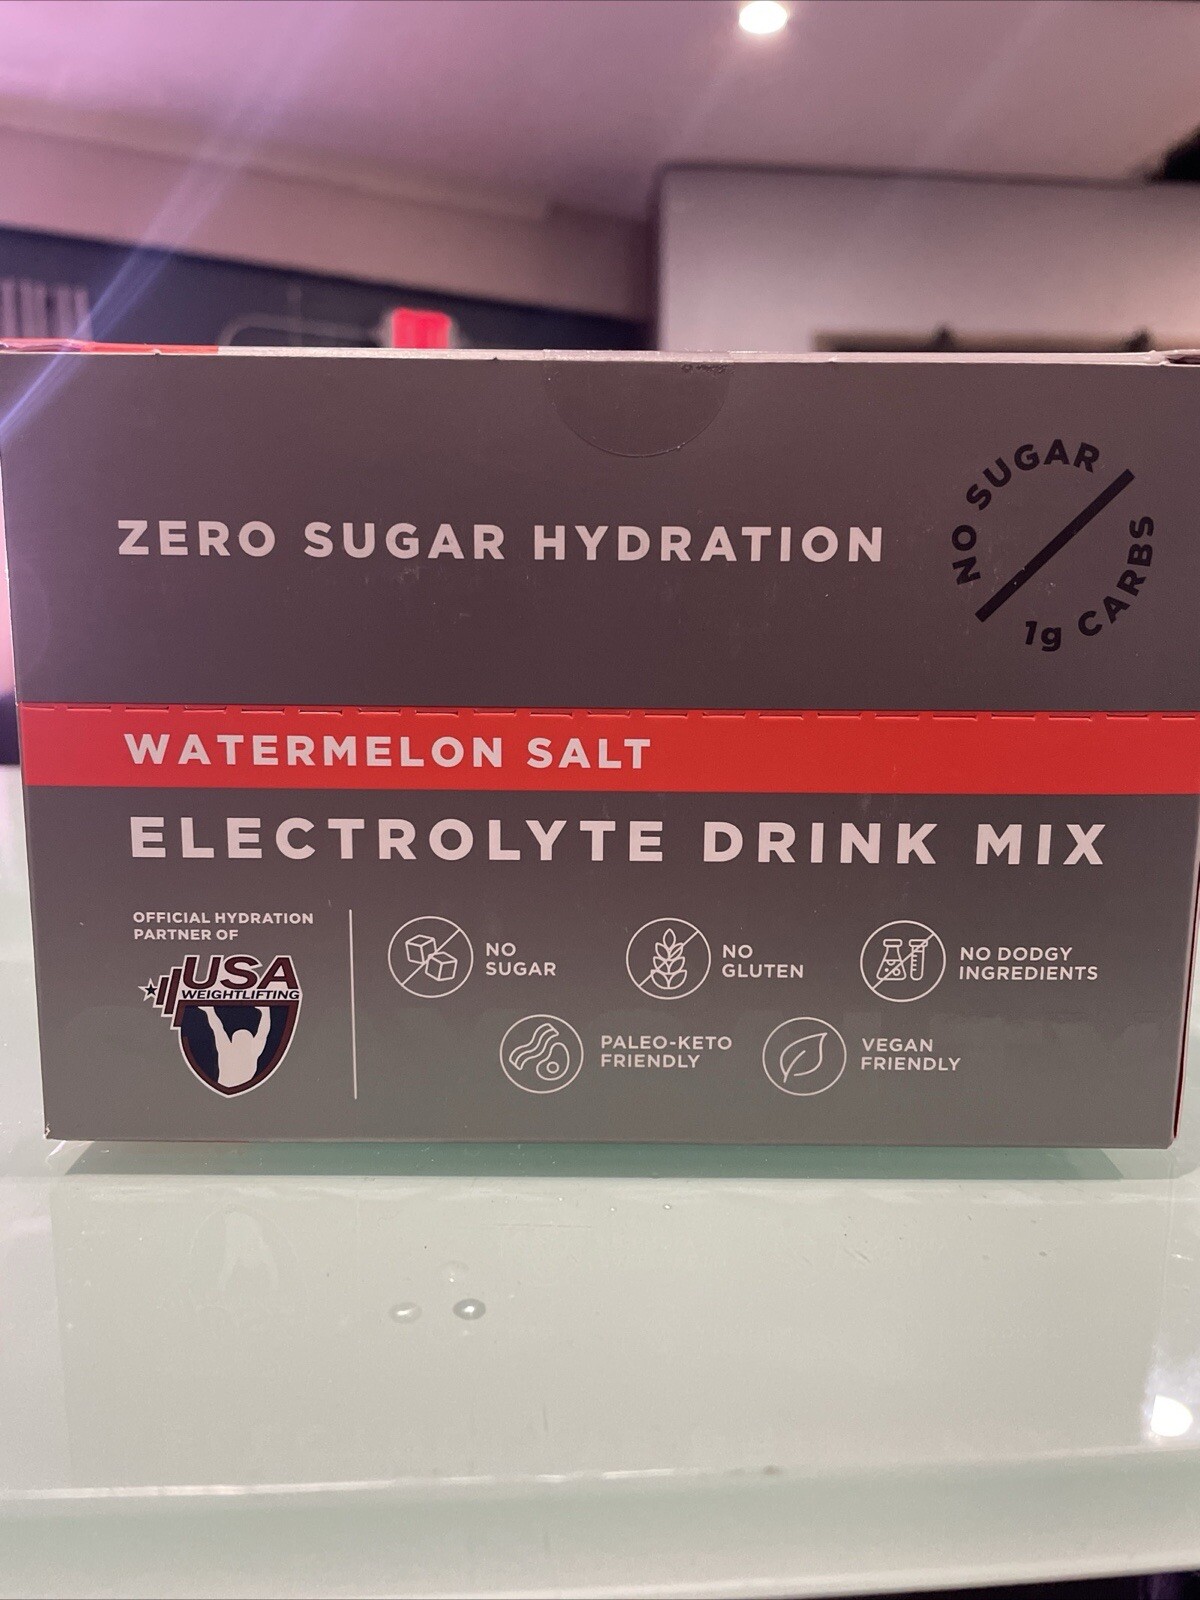 NO SUGAR
1g CARBS
ZERO SUGAR HYDRATION
WATERMELON SALT
ELECTROLYTE DRINK MIX
OFFICIAL HYDRATION
PARTNER OF
USA
WEIGHTLIFTING
NO
SUGAR
NO
GLUTEN
NO DODGY
INGREDIENTS
PALEO-KETO
FRIENDLY
VEGAN
FRIENDLY